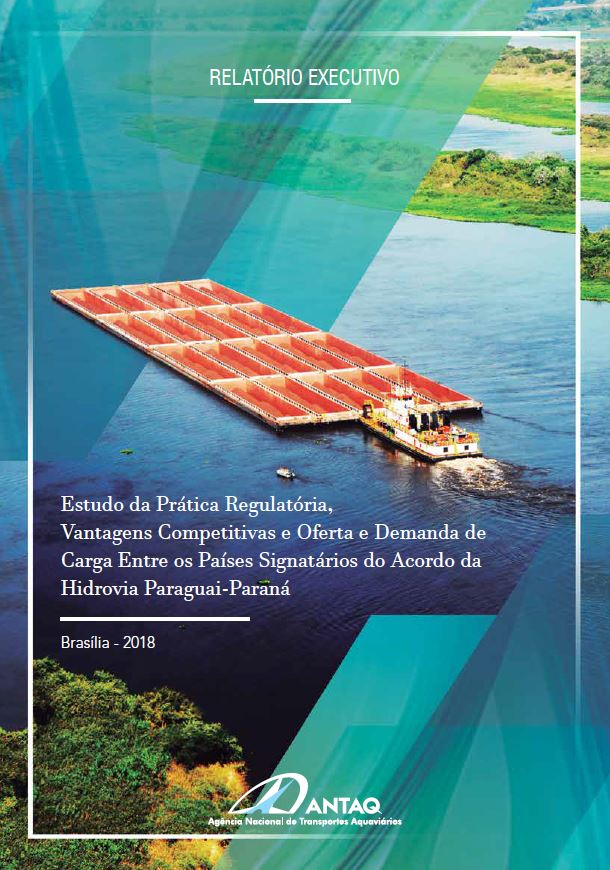 RELATÓRIO EXECUTIVO
Estudo da Prática Regulatória,
Vantagens Competitivas e Oferta e Demanda de
Carga Entre os Países Signatários do Acordo da
Hidrovia Paraguai-Paraná
Brasília - 2018
ANTAQ
Agência Nacional de Transportes Aquaviários